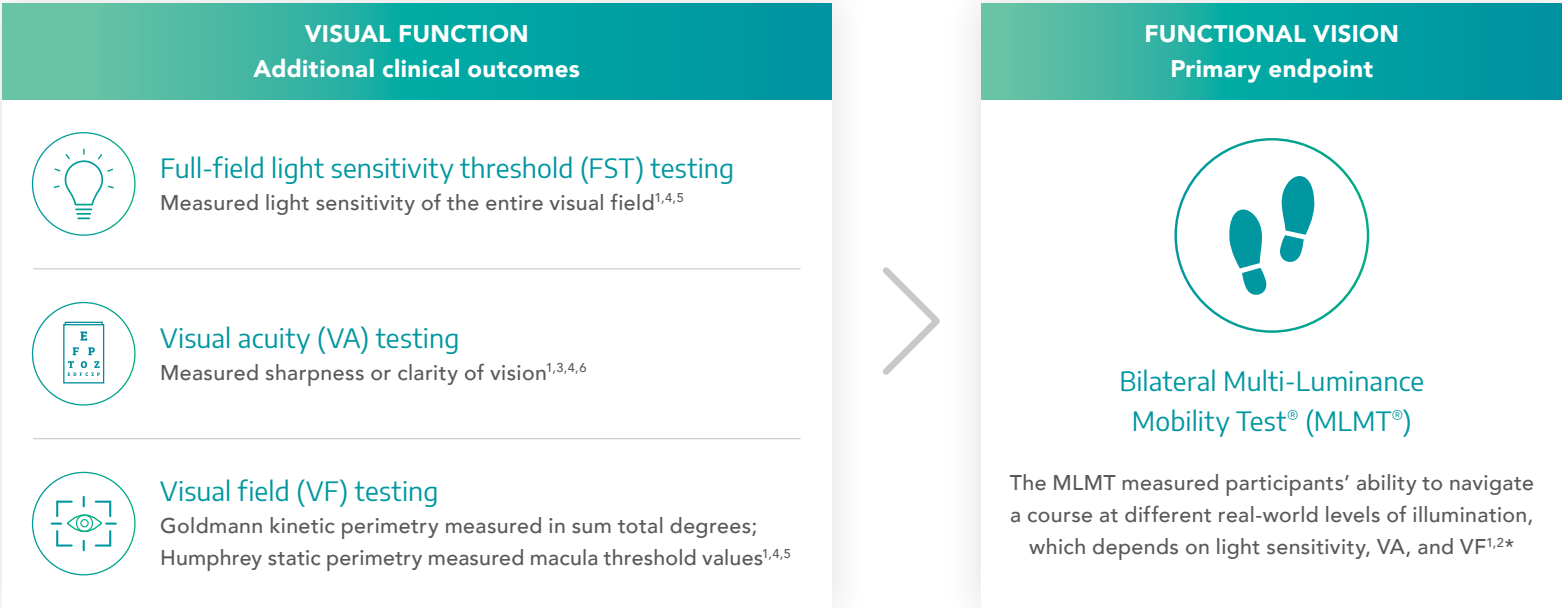 VISUAL FUNCTION
Additional clinical outcomes
Full-field light sensitivity threshold (FST) testing
Measured light sensitivity of the entire visual field1,4,5
E
F P
T O Z
E D F C Z P
Visual acuity (VA) testing
Measured sharpness or clarity of vision1,3,4,6
Visual field (VF) testing
Goldmann kinetic perimetry measured in sum total degrees;
Humphrey static perimetry measured macula threshold values1,4,5
FUNCTIONAL VISION
Primary endpoint
Bilateral Multi-Luminance
Mobility Test® (MLMT®)
The MLMT measured participants’ ability to navigate
a course at different real-world levels of illumination,
which depends on light sensitivity, VA, and VF1,2*